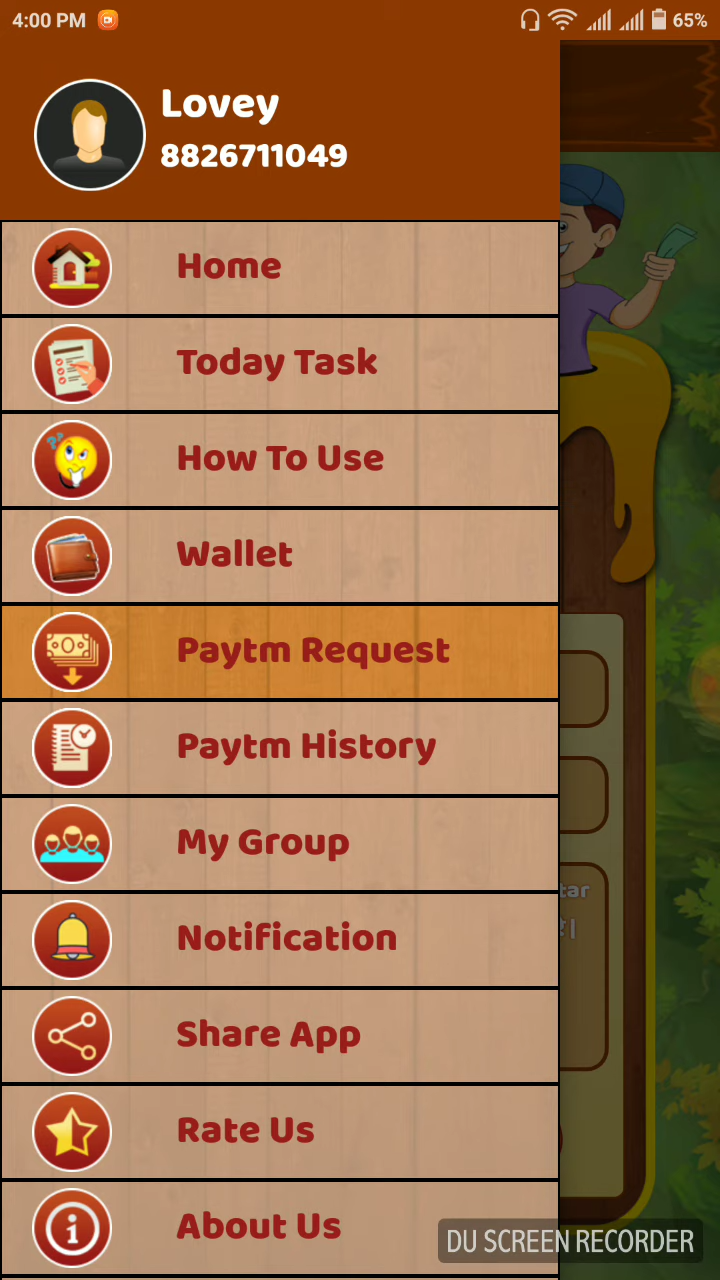 4:00 PM
65%
Lovey
8826711049
Home
Today Task
How To Use
Wallet
Paytm Request
Paytm History
My Group
tar
Notification
Share App
Rate Us
About Us
DU SCREEN RECORDER